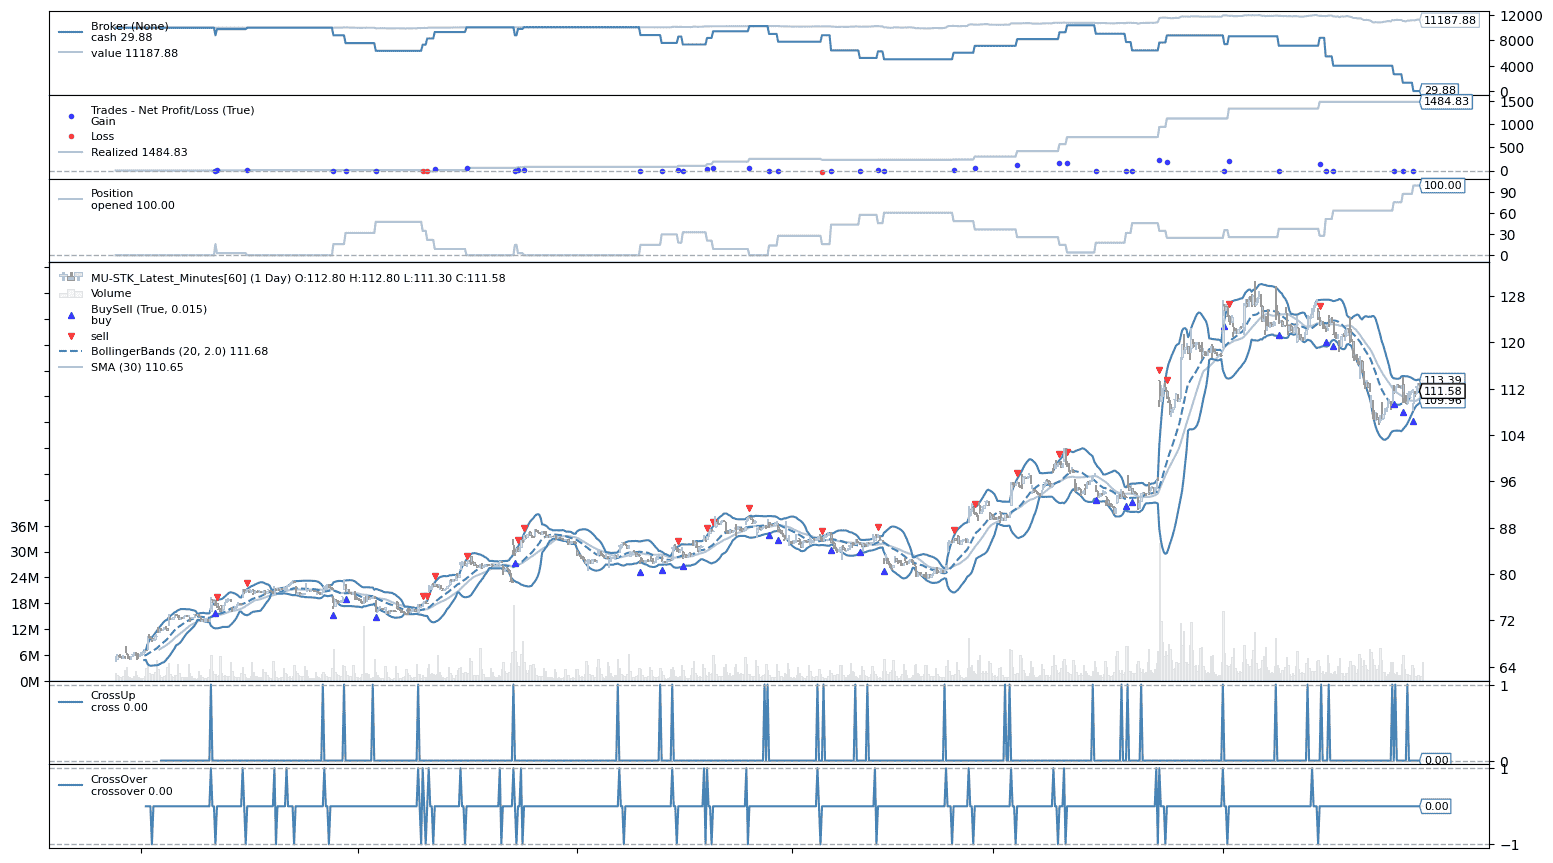 Broker (None)
cash 29.88
value 11187.88
11187.88
29.88
12000
8000
4000
0
Trades - Net Profit/Loss (True)
Gain
Loss
Realized 1484.83
1484.83
1500
1000
500
0
Position
opened 100.00
100.00
90
60
30
0
MU-STK_Latest_Minutes[60] (1 Day) O:112.80 H:112.80 L:111.30 C:111.58
Volume
BuySell (True, 0.015)
buy
sell
BollingerBands (20, 2.0) 111.68
SMA (30) 110.65
36M
30M
24M
18M
12M
6M
0M
113.39
111.58
109.96
128
120
112
104
96
88
80
72
64
CrossUp
cross 0.00
0.00
1
0
CrossOver
crossover 0.00
0.00
1
−1